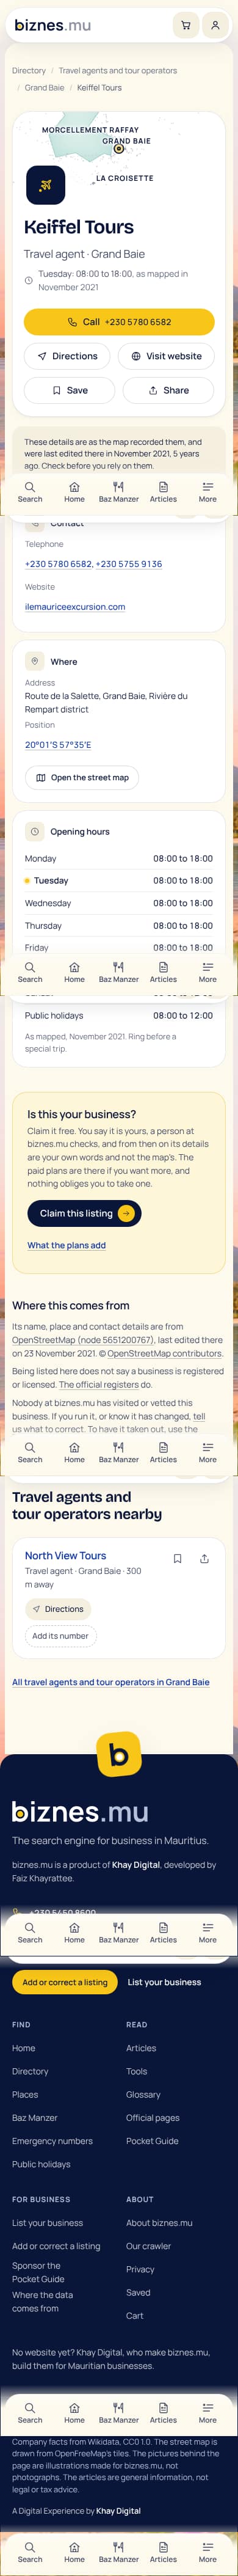 biznes.mu
Directory / Travel agents and tour operators
/ Grand Baie / Keiffel Tours
MORCELLEMENT RAFFAY
GRAND BAIE
LA CROISETTE
Keiffel Tours
Travel agent · Grand Baie
Tuesday: 08:00 to 18:00, as mapped in
November 2021
Call +230 5780 6582
Directions
Visit website
Save
Share
These details are as the map recorded them, and
were last edited there in November 2021, 5 years
ago. Check before you rely on them.
Search
Home
Baz Manzer
Articles
More
Contact
Telephone
+230 5780 6582, +230 5755 9136
Website
ilemauriceexcursion.com
Where
Address
Route de la Salette, Grand Baie, Rivière du
Rempart district
Position
20°01'S 57°35'E
Open the street map
Opening hours
Monday 08:00 to 18:00
Tuesday 08:00 to 18:00
Wednesday 08:00 to 18:00
Thursday 08:00 to 18:00
Friday 08:00 to 18:00
Search
Home
Baz Manzer
Articles
More
Public holidays 08:00 to 12:00
As mapped, November 2021. Ring before a
special trip.
Is this your business?
Claim it free. You say it is yours, a person at
biznes.mu checks, and from then on its details
are your own words and not the map's. The
paid plans are there if you want more, and
nothing obliges you to take one.
Claim this listing
What the plans add
Where this comes from
Its name, place and contact details are from
OpenStreetMap (node 5651200767), last edited there
on 23 November 2021. © OpenStreetMap contributors.
Being listed here does not say a business is registered
or licensed. The official registers do.
Nobody at biznes.mu has visited or vetted this
business. If you run it, or know it has changed, tell
us what to correct. To have it taken out, use the
Search
Home
Baz Manzer
Articles
More
Travel agents and
tour operators nearby
North View Tours
Travel agent · Grand Baie · 300
m away
Directions
Add its number
All travel agents and tour operators in Grand Baie
b
biznes.mu
The search engine for business in Mauritius.
biznes.mu is a product of Khay Digital, developed by
Faiz Khayrattee.
+230 5450 8600
Search
Home
Baz Manzer
Articles
More
Add or correct a listing
List your business
FIND
Home
Directory
Places
Baz Manzer
Emergency numbers
Public holidays
READ
Articles
Tools
Glossary
Official pages
Pocket Guide
FOR BUSINESS
List your business
Add or correct a listing
Sponsor the
Pocket Guide
Where the data
comes from
ABOUT
About biznes.mu
Our crawler
Privacy
Saved
Cart
No website yet? Khay Digital, who make biznes.mu,
build them for Mauritian businesses.
Search
Home
Baz Manzer
Articles
More
Company facts from Wikidata, CC0 1.0. The street map is
drawn from OpenFreeMap's tiles. The pictures behind the
page are illustrations made for biznes.mu, not
photographs. The articles are general information, not
legal or tax advice.
A Digital Experience by Khay Digital
Search
Home
Baz Manzer
Articles
More